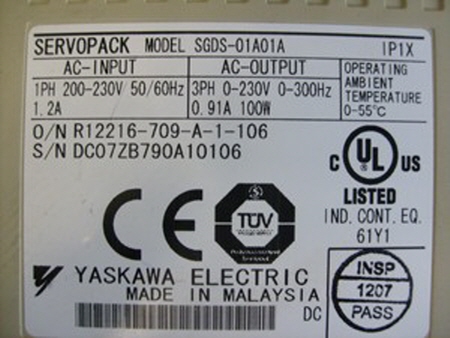 SERVOPACK MODEL SGDS-01A01A IP1X
AC-INPUT AC-OUTPUT OPERATING
AMBIENT
TEMPERATURE
0-55°C
1PH 200-230V 50/60Hz 3PH 0-230V 0-300Hz
1.2A 0.91A 100W
O/N R12216-709-A-1-106
S/N DC07ZB790A10106
CE
TÜV
C UL US
LISTED
IND. CONT. EQ.
61Y1
YASKAWA ELECTRIC
MADE IN MALAYSIA
DC
INSP
1207
PASS